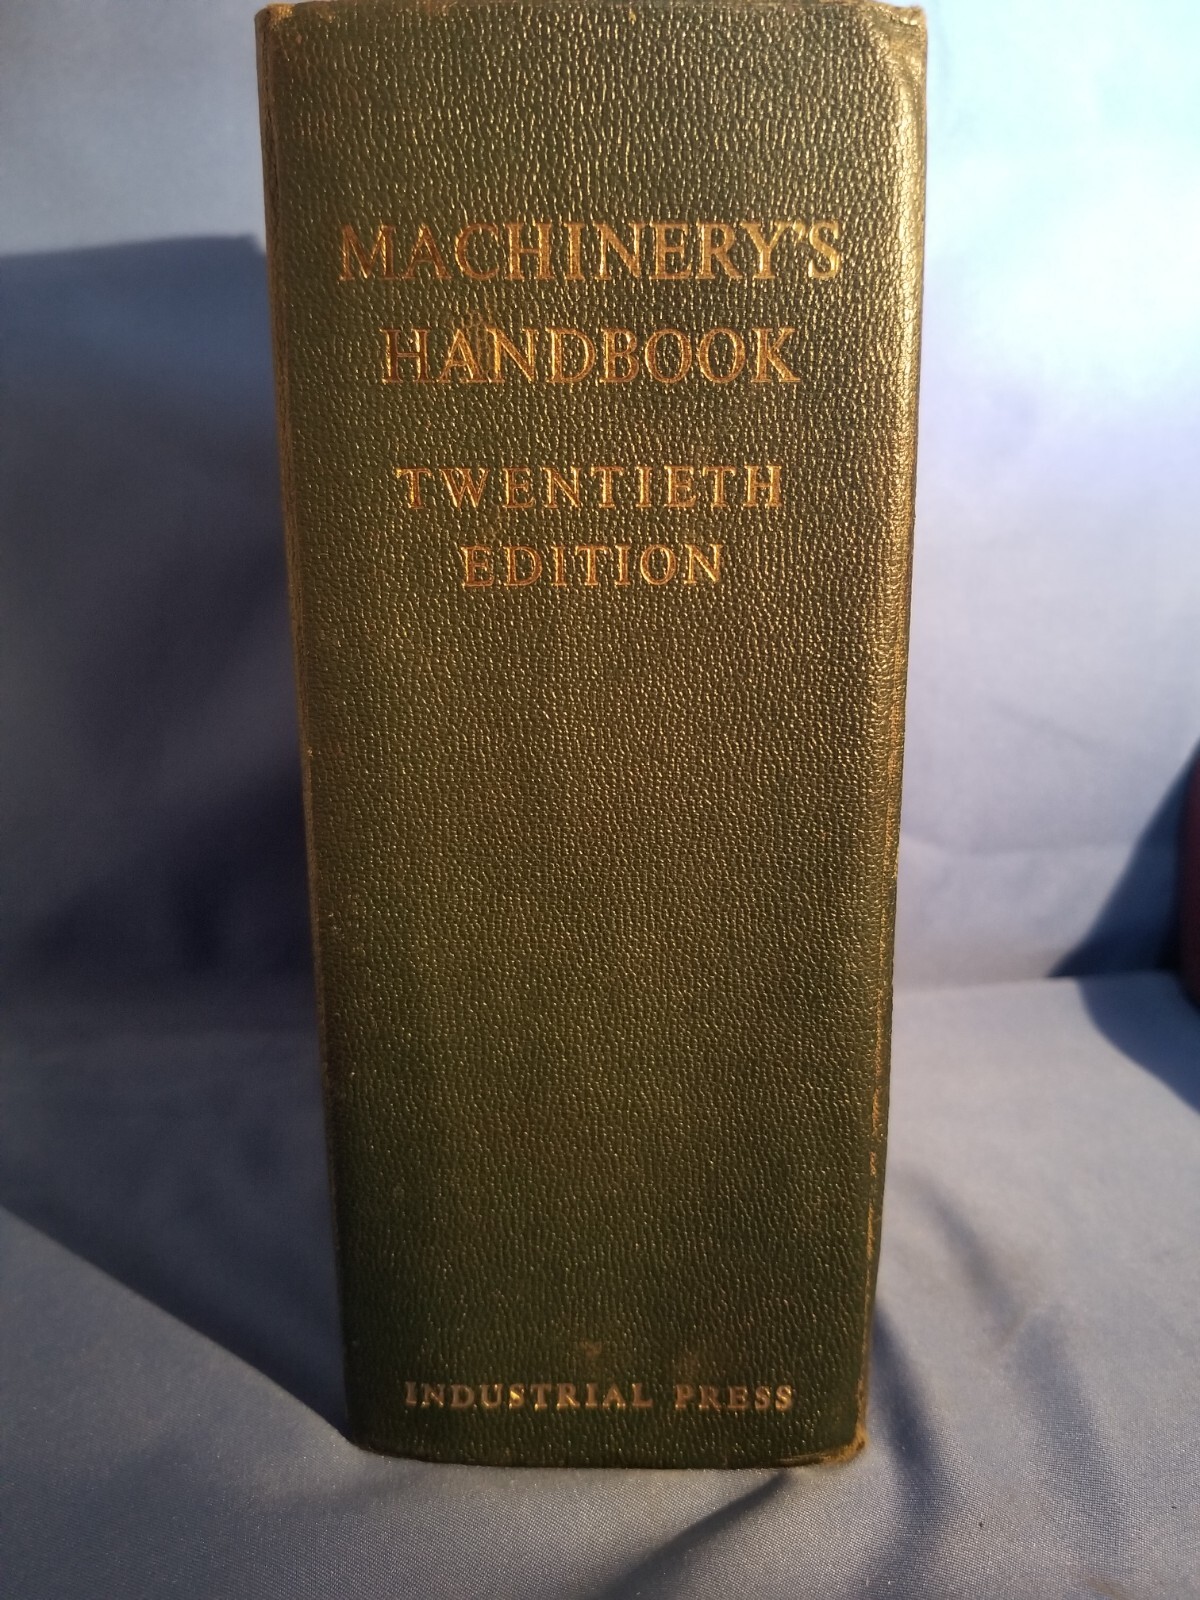 MACHINERY'S
HANDBOOK
TWENTIETH
EDITION
INDUSTRIAL PRESS